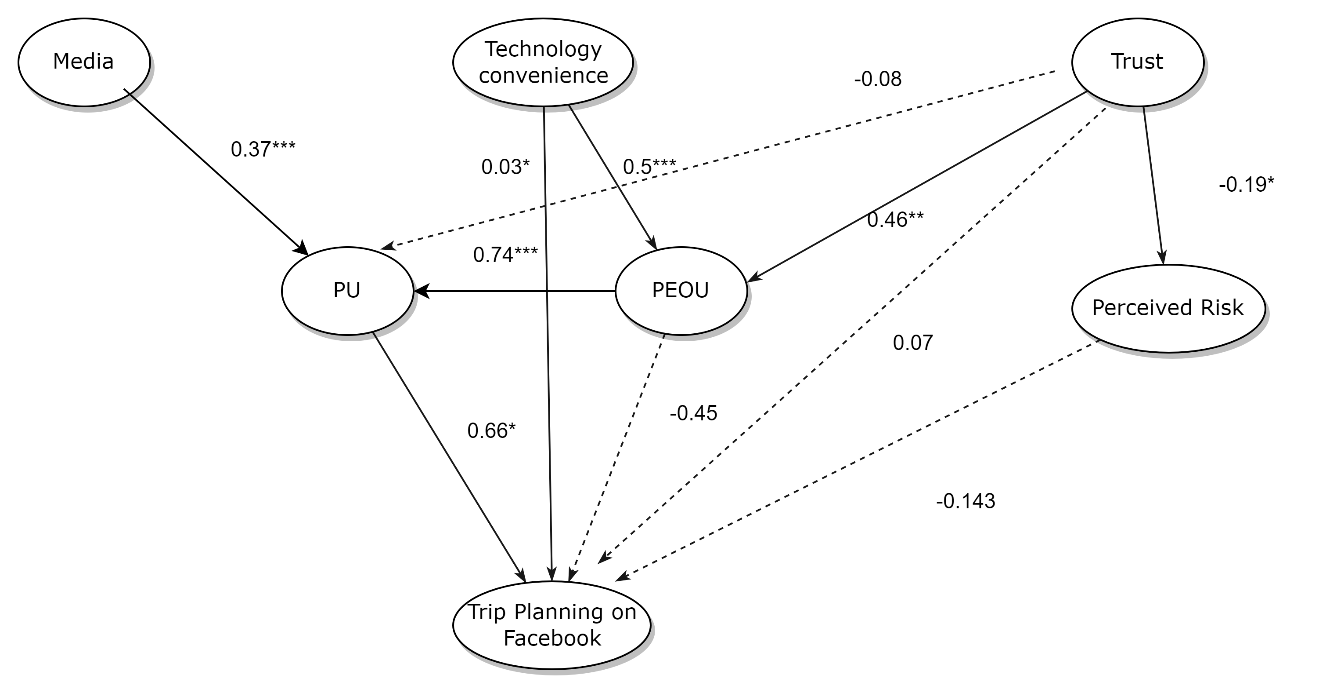 Media
Technology
convenience
Trust
-0.08
0.37***
0.03*
0.5***
-0.19*
0.46**
0.74***
PU
PEOU
Perceived Risk
0.07
-0.45
0.66*
-0.143
Trip Planning on
Facebook